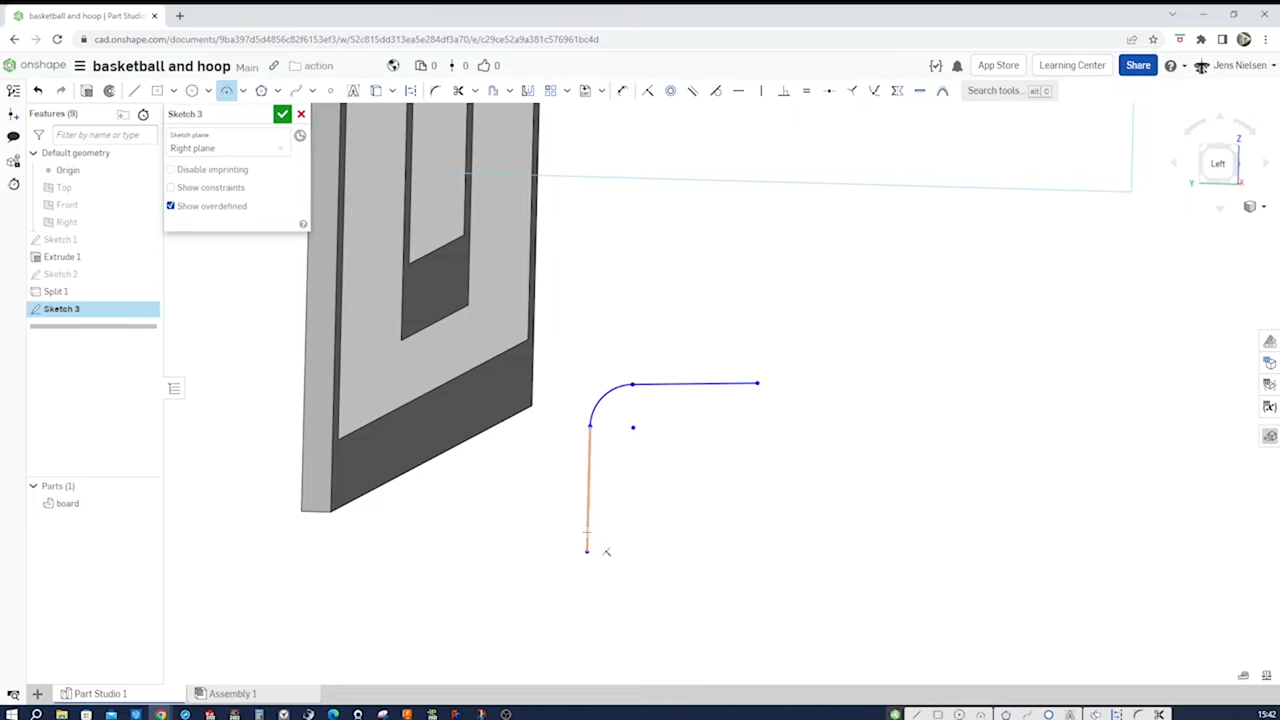 basketball and hoop | Part Studi
cad.onshape.com/documents/9ba397d5d4856c82f6153ef3/w/52c815dd313ea5e284df3a70/e/c29ce52a9a381c576961bc4d
onshape
basketball and hoop
Main
action
0
0
0
App Store
Learning Center
Share
Jens Nielsen
Search tools...
alt
C
Features (9)
Filter by name or type
Default geometry
Origin
Top
Front
Right
Sketch 1
Extrude 1
Sketch 2
Split 1
Sketch 3
Sketch 3
Sketch plane
Right plane
Disable imprinting
Show constraints
Show overdefined
Z
Left
Y
X
Parts (1)
board
Part Studio 1
Assembly 1
15:42